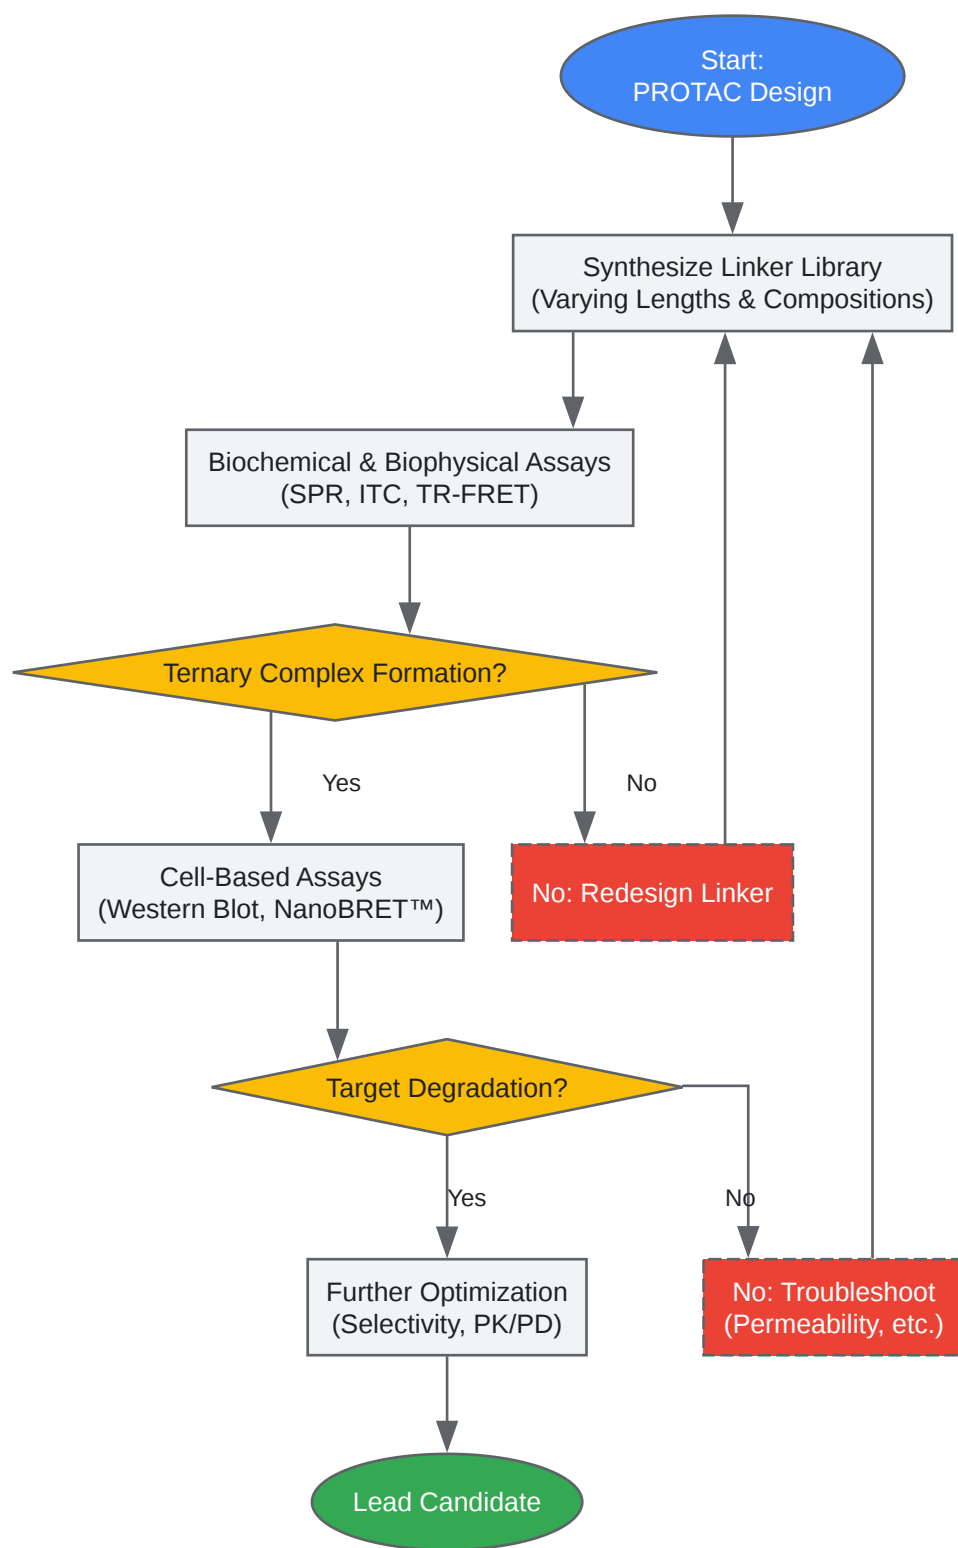 Start:
PROTAC Design
Synthesize Linker Library
(Varying Lengths & Compositions)
Biochemical & Biophysical Assays
(SPR, ITC, TR-FRET)
Ternary Complex Formation?
Yes
No
Cell-Based Assays
(Western Blot, NanoBRET™)
No: Redesign Linker
Target Degradation?
Yes
No
Further Optimization
(Selectivity, PK/PD)
No: Troubleshoot
(Permeability, etc.)
Lead Candidate